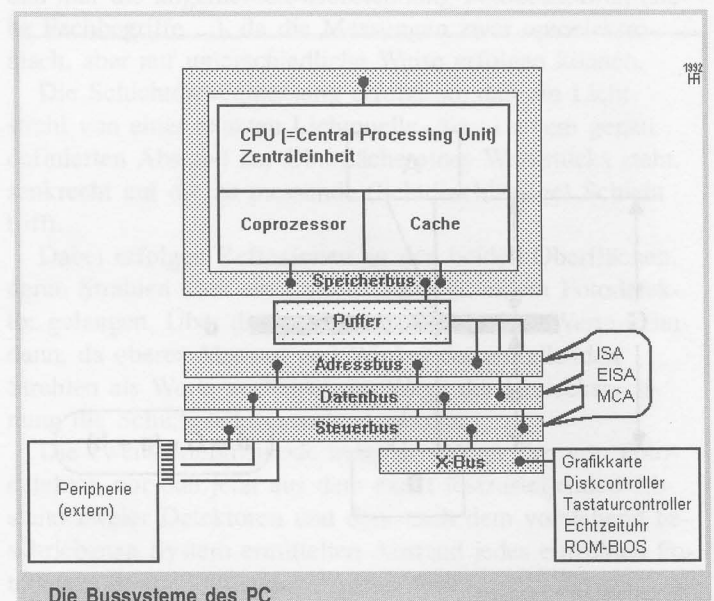 1992
HA
CPU (=Central Processing Unit)
Zentraleinheit
Coprozessor
Cache
Speicherbus
Puffer
Adressbus
Datenbus
Steuerbus
X-Bus
ISA
EISA
MCA
Peripherie
(extern)
Grafikkarte
Diskcontroller
Tastaturcontroller
Echtzeituhr
ROM-BIOS
Die Bussysteme des PC